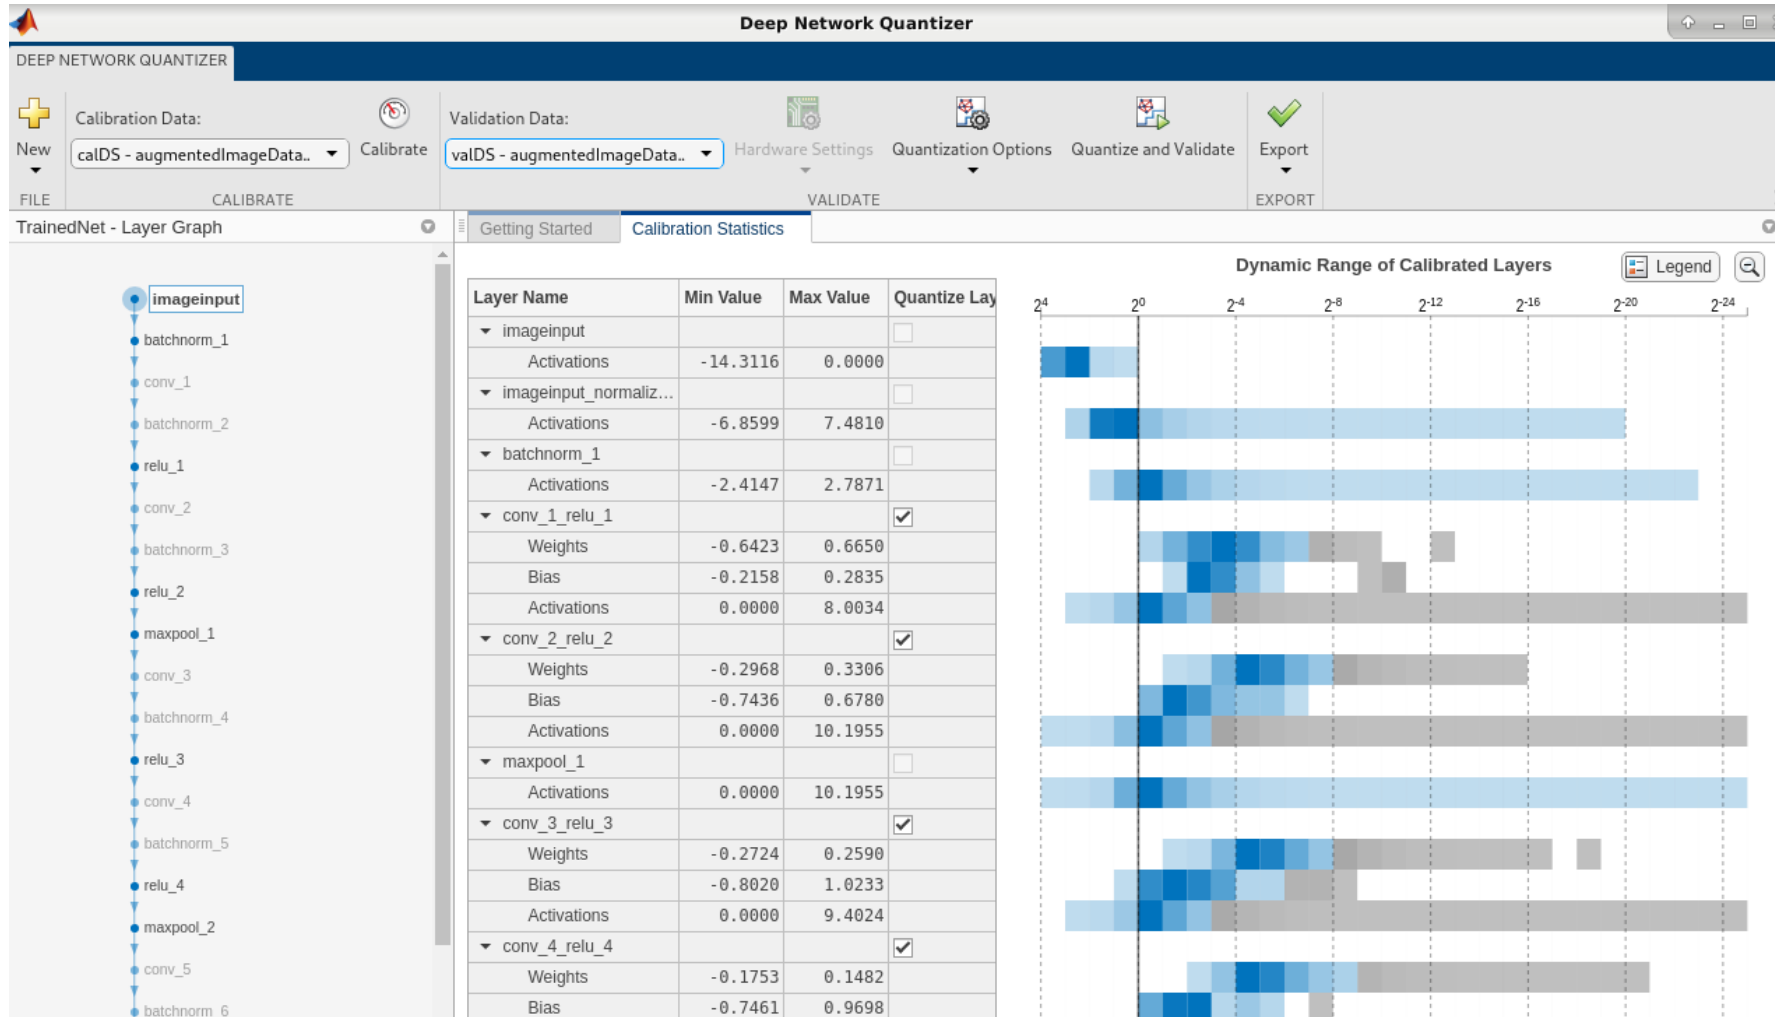 Deep Network Quantizer
DEEP NETWORK QUANTIZER
New
FILE
Calibration Data:
calDS - augmentedImageData..
Calibrate
CALIBRATE
Validation Data:
valDS - augmentedImageData..
Hardware Settings
Quantization Options
Quantize and Validate
VALIDATE
Export
EXPORT
TrainedNet - Layer Graph
imageinput
batchnorm_1
conv_1
batchnorm_2
relu_1
conv_2
batchnorm_3
relu_2
maxpool_1
conv_3
batchnorm_4
relu_3
conv_4
batchnorm_5
relu_4
maxpool_2
conv_5
batchnorm_6
Getting Started
Calibration Statistics
Layer Name Min Value Max Value Quantize Lay
imageinput
Activations -14.3116 0.0000
imageinput_normaliz...
Activations -6.8599 7.4810
batchnorm_1
Activations -2.4147 2.7871
conv_1_relu_1
Weights -0.6423 0.6650
Bias -0.2158 0.2835
Activations 0.0000 8.0034
conv_2_relu_2
Weights -0.2968 0.3306
Bias -0.7436 0.6780
Activations 0.0000 10.1955
maxpool_1
Activations 0.0000 10.1955
conv_3_relu_3
Weights -0.2724 0.2590
Bias -0.8020 1.0233
Activations 0.0000 9.4024
conv_4_relu_4
Weights -0.1753 0.1482
Bias -0.7461 0.9698
Dynamic Range of Calibrated Layers
Legend
2⁴ 2⁰ 2⁻⁴ 2⁻⁸ 2⁻¹² 2⁻¹⁶ 2⁻²⁰ 2⁻²⁴